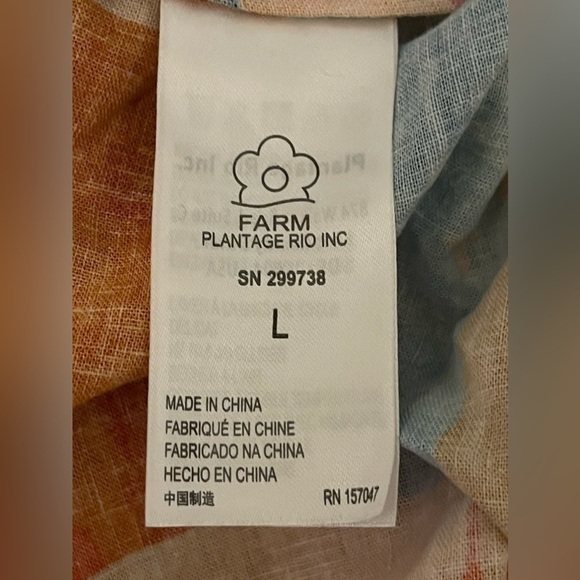 FARM
PLANTAGE RIO INC
SN 299738
L
MADE IN CHINA
FABRIQUÉ EN CHINE
FABRICADO NA CHINA
HECHO EN CHINA
中国制造
RN 157047